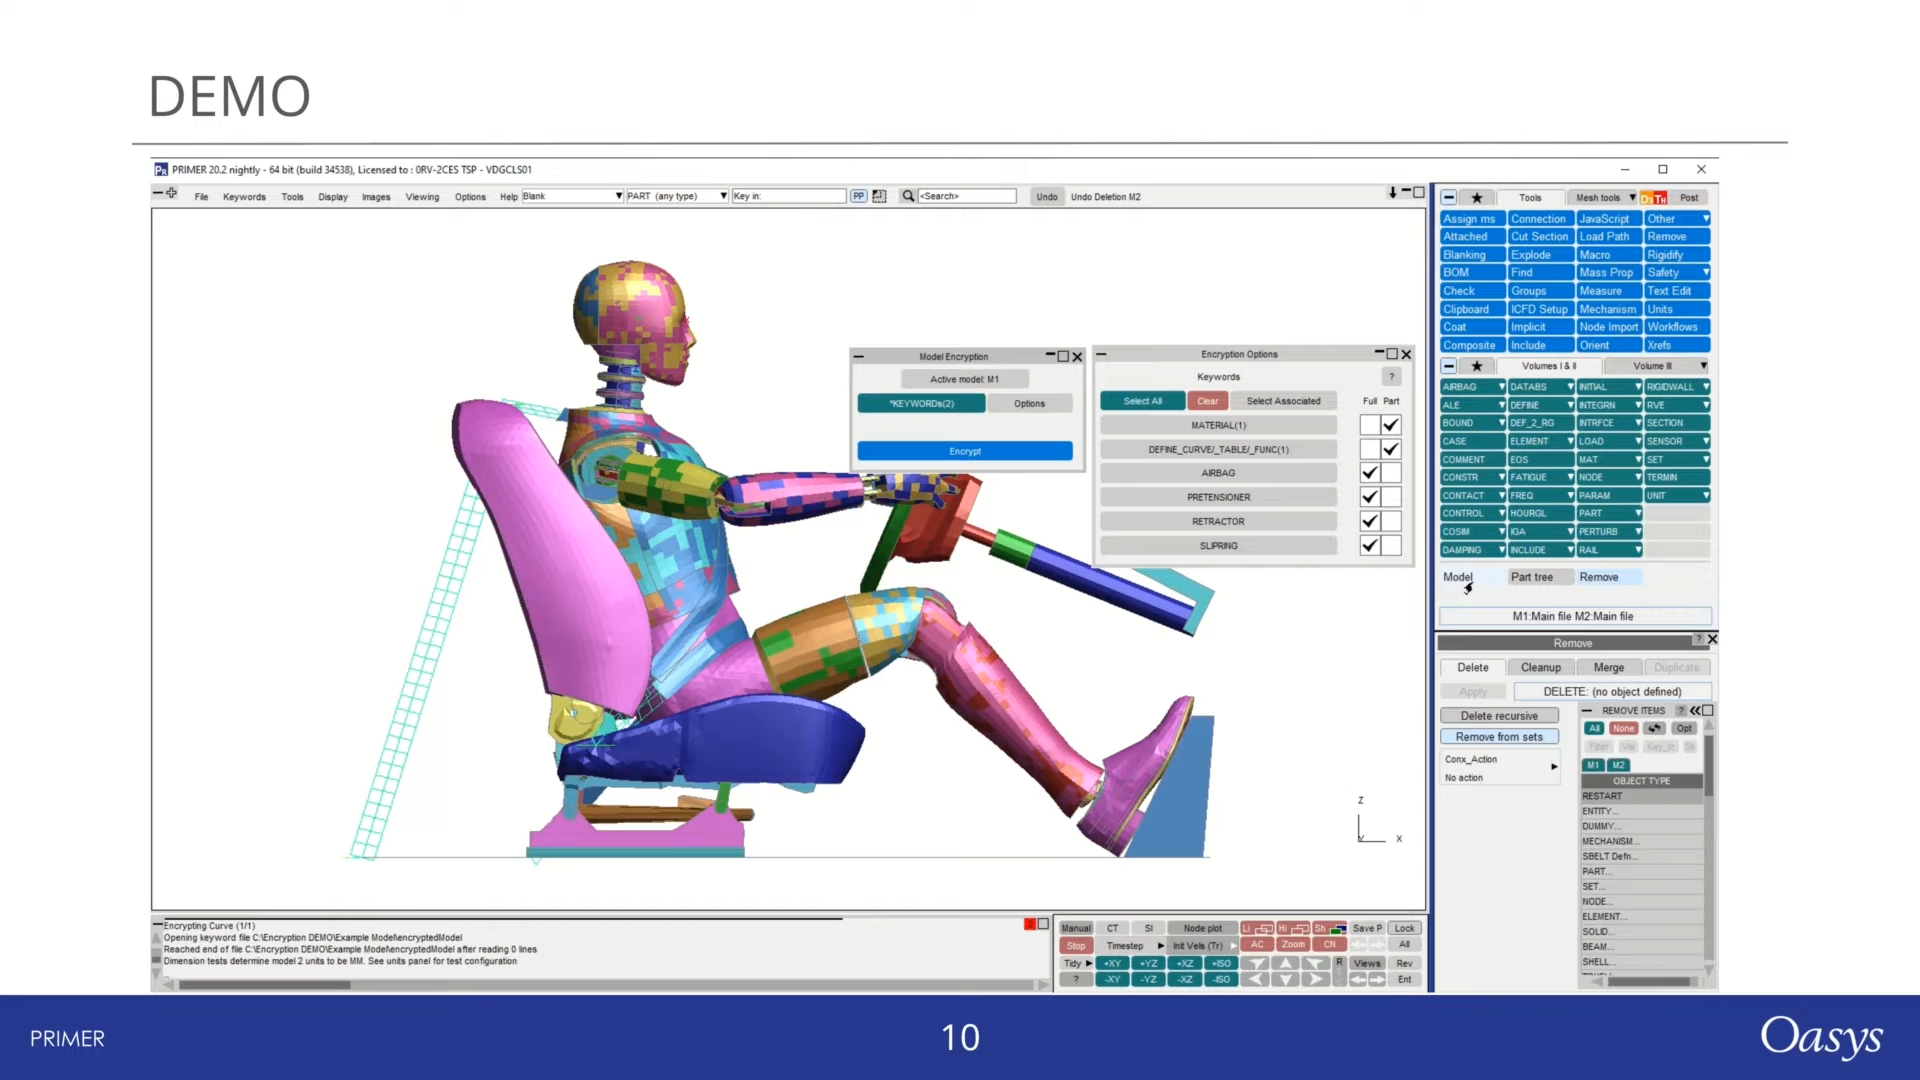 DEMO
PRIMER 20.2 nightly - 64 bit (build 34538), Licensed to : 0RV-2CES TSP - VDGCLS01
File Keywords Tools Display Images Viewing Options Help Blank PART (any type) Key in: PP <Search> Undo Undo Deletion M2
Tools Mesh tools Post
Assign ms Connection JavaScript Other
Attached Cut Section Load Path Remove
Blanking Explode Macro Rigidify
BOM Find Mass Prop Safety
Check Groups Measure Text Edit
Clipboard ICFD Setup Mechanism Units
Coat Implicit Node Import Workflows
Composite Include Orient Xrefs
Volumes I & II Volume III
AIRBAG DATABS INITIAL RIGIDWALL
ALE DEFINE INTEGRN RVE
BOUND DEF_2_RG INTRFCE SECTION
CASE ELEMENT LOAD SENSOR
COMMENT EOS MAT SET
CONSTR FATIGUE NODE TERMIN
CONTACT FREQ PARAM UNIT
CONTROL HOURGL PART
COSIM IGA PERTURB
DAMPING INCLUDE RAIL
Model Part tree Remove
M1:Main file M2:Main file
Remove ?
Delete Cleanup Merge Duplicate
Apply DELETE: (no object defined)
Delete recursive
Remove from sets
Conx_Action
No action
REMOVE ITEMS ?
All None Opt
Filter Vis Key_in
M1 M2
OBJECT TYPE
RESTART
ENTITY...
DUMMY...
MECHANISM...
SBELT Defn...
PART...
SET...
NODE...
ELEMENT...
SOLID...
BEAM...
SHELL...
Model Encryption
Active model: M1
*KEYWORDs(2) Options
Encrypt
Encryption Options
Keywords ?
Select All Clear Select Associated Full Part
MATERIAL(1)
DEFINE_CURVE/_TABLE/_FUNC(1)
AIRBAG
PRETENSIONER
RETRACTOR
SLIPRING
Z
Y X
Encrypting Curve (1/1)
Opening keyword file C:\Encryption DEMO\Example Model\encryptedModel
Reached end of file C:\Encryption DEMO\Example Model\encryptedModel after reading 0 lines
Dimension tests determine model 2 units to be MM. See units panel for test configuration
Manual CT SI Node plot Li Hi Sh Save P Lock
Stop Timestep Init Vels (Tr) AC Zoom CN All
Tidy +XY +YZ +XZ +ISO R Views Rev
? -XY -YZ -XZ -ISO Ent
PRIMER
10
Oasys